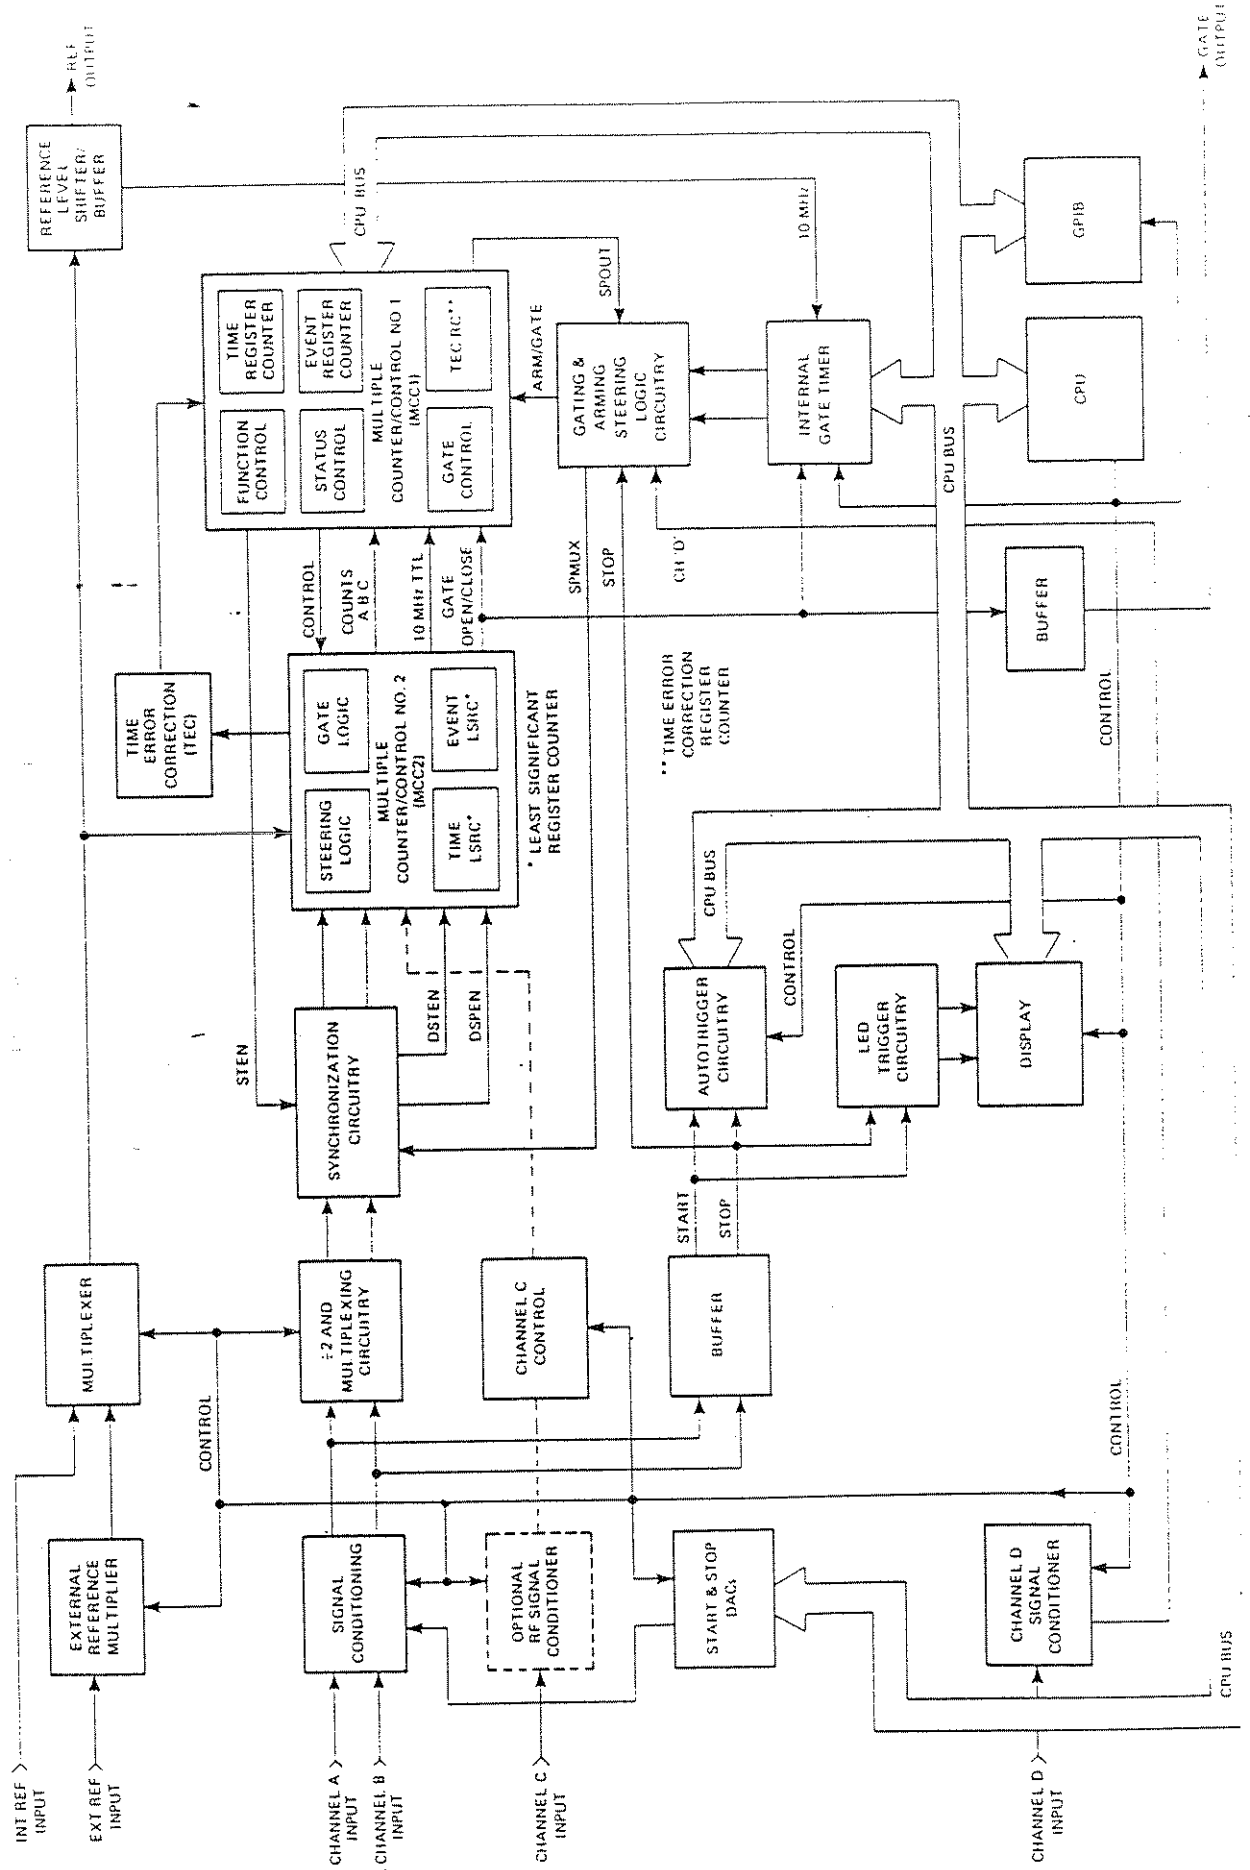 INT REF
INPUT
EXT REF
INPUT
CHANNEL A
INPUT
CHANNEL B
INPUT
CHANNEL C
INPUT
CHANNEL D
INPUT
EXTERNAL
REFERENCE
MULTIPLIER
MULTIPLEXER
CONTROL
REFERENCE
LEVEL
SHIFTER/
BUFFER
REF
OUTPUT
SIGNAL
CONDITIONING
÷2 AND
MULTIPLEXING
CIRCUITRY
SYNCHRONIZATION
CIRCUITRY
STEN
DSTEN
DSPEN
TIME
ERROR
CORRECTION
(TEC)
STEERING
LOGIC
GATE
LOGIC
MULTIPLE
COUNTER/CONTROL NO. 2
(MCC2)
TIME
LSRC*
EVENT
LSRC*
* LEAST SIGNIFICANT
REGISTER COUNTER
CONTROL
COUNTS
A B C
10 MHz TTL
GATE
OPEN/CLOSE
FUNCTION
CONTROL
TIME
REGISTER
COUNTER
STATUS
CONTROL
EVENT
REGISTER
COUNTER
MULTIPLE
COUNTER/CONTROL NO 1
(MCC1)
GATE
CONTROL
TEC RC**
CPU BUS
OPTIONAL
RF SIGNAL
CONDITIONER
CHANNEL C
CONTROL
SPMUX
STOP
CH 'D'
ARM/GATE
SPOUT
GATING &
ARMING
STEERING
LOGIC
CIRCUITRY
10 MHz
INTERNAL
GATE TIMER
** TIME ERROR
CORRECTION
REGISTER
COUNTER
START & STOP
DACs
BUFFER
START
STOP
AUTOTRIGGER
CIRCUITRY
CPU BUS
CONTROL
LED
TRIGGER
CIRCUITRY
DISPLAY
CPU BUS
CPU
GPIB
BUFFER
CONTROL
CHANNEL D
SIGNAL
CONDITIONER
CONTROL
CPU BUS
GATE
OUTPUT